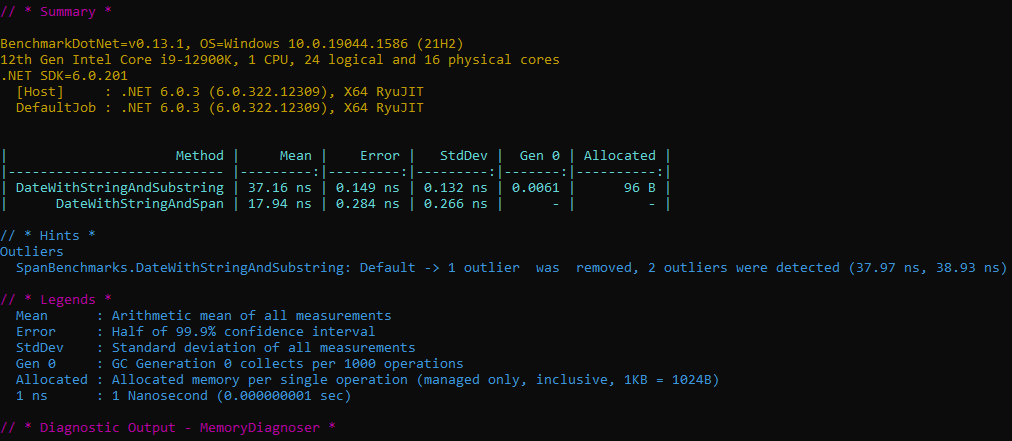 // * Summary *
BenchmarkDotNet=v0.13.1, OS=Windows 10.0.19044.1586 (21H2)
12th Gen Intel Core i9-12900K, 1 CPU, 24 logical and 16 physical cores
.NET SDK=6.0.201
  [Host]     : .NET 6.0.3 (6.0.322.12309), X64 RyuJIT
  DefaultJob : .NET 6.0.3 (6.0.322.12309), X64 RyuJIT
|                     Method |     Mean |    Error |   StdDev |  Gen 0 | Allocated |
|--------------------------- |---------:|---------:|---------:|-------:|----------:|
| DateWithStringAndSubstring | 37.16 ns | 0.149 ns | 0.132 ns | 0.0061 |      96 B |
|      DateWithStringAndSpan | 17.94 ns | 0.284 ns | 0.266 ns |      - |         - |
// * Hints *
Outliers
  SpanBenchmarks.DateWithStringAndSubstring: Default -> 1 outlier  was  removed, 2 outliers were detected (37.97 ns, 38.93 ns)
// * Legends *
  Mean      : Arithmetic mean of all measurements
  Error     : Half of 99.9% confidence interval
  StdDev    : Standard deviation of all measurements
  Gen 0     : GC Generation 0 collects per 1000 operations
  Allocated : Allocated memory per single operation (managed only, inclusive, 1KB = 1024B)
  1 ns      : 1 Nanosecond (0.000000001 sec)
// * Diagnostic Output - MemoryDiagnoser *